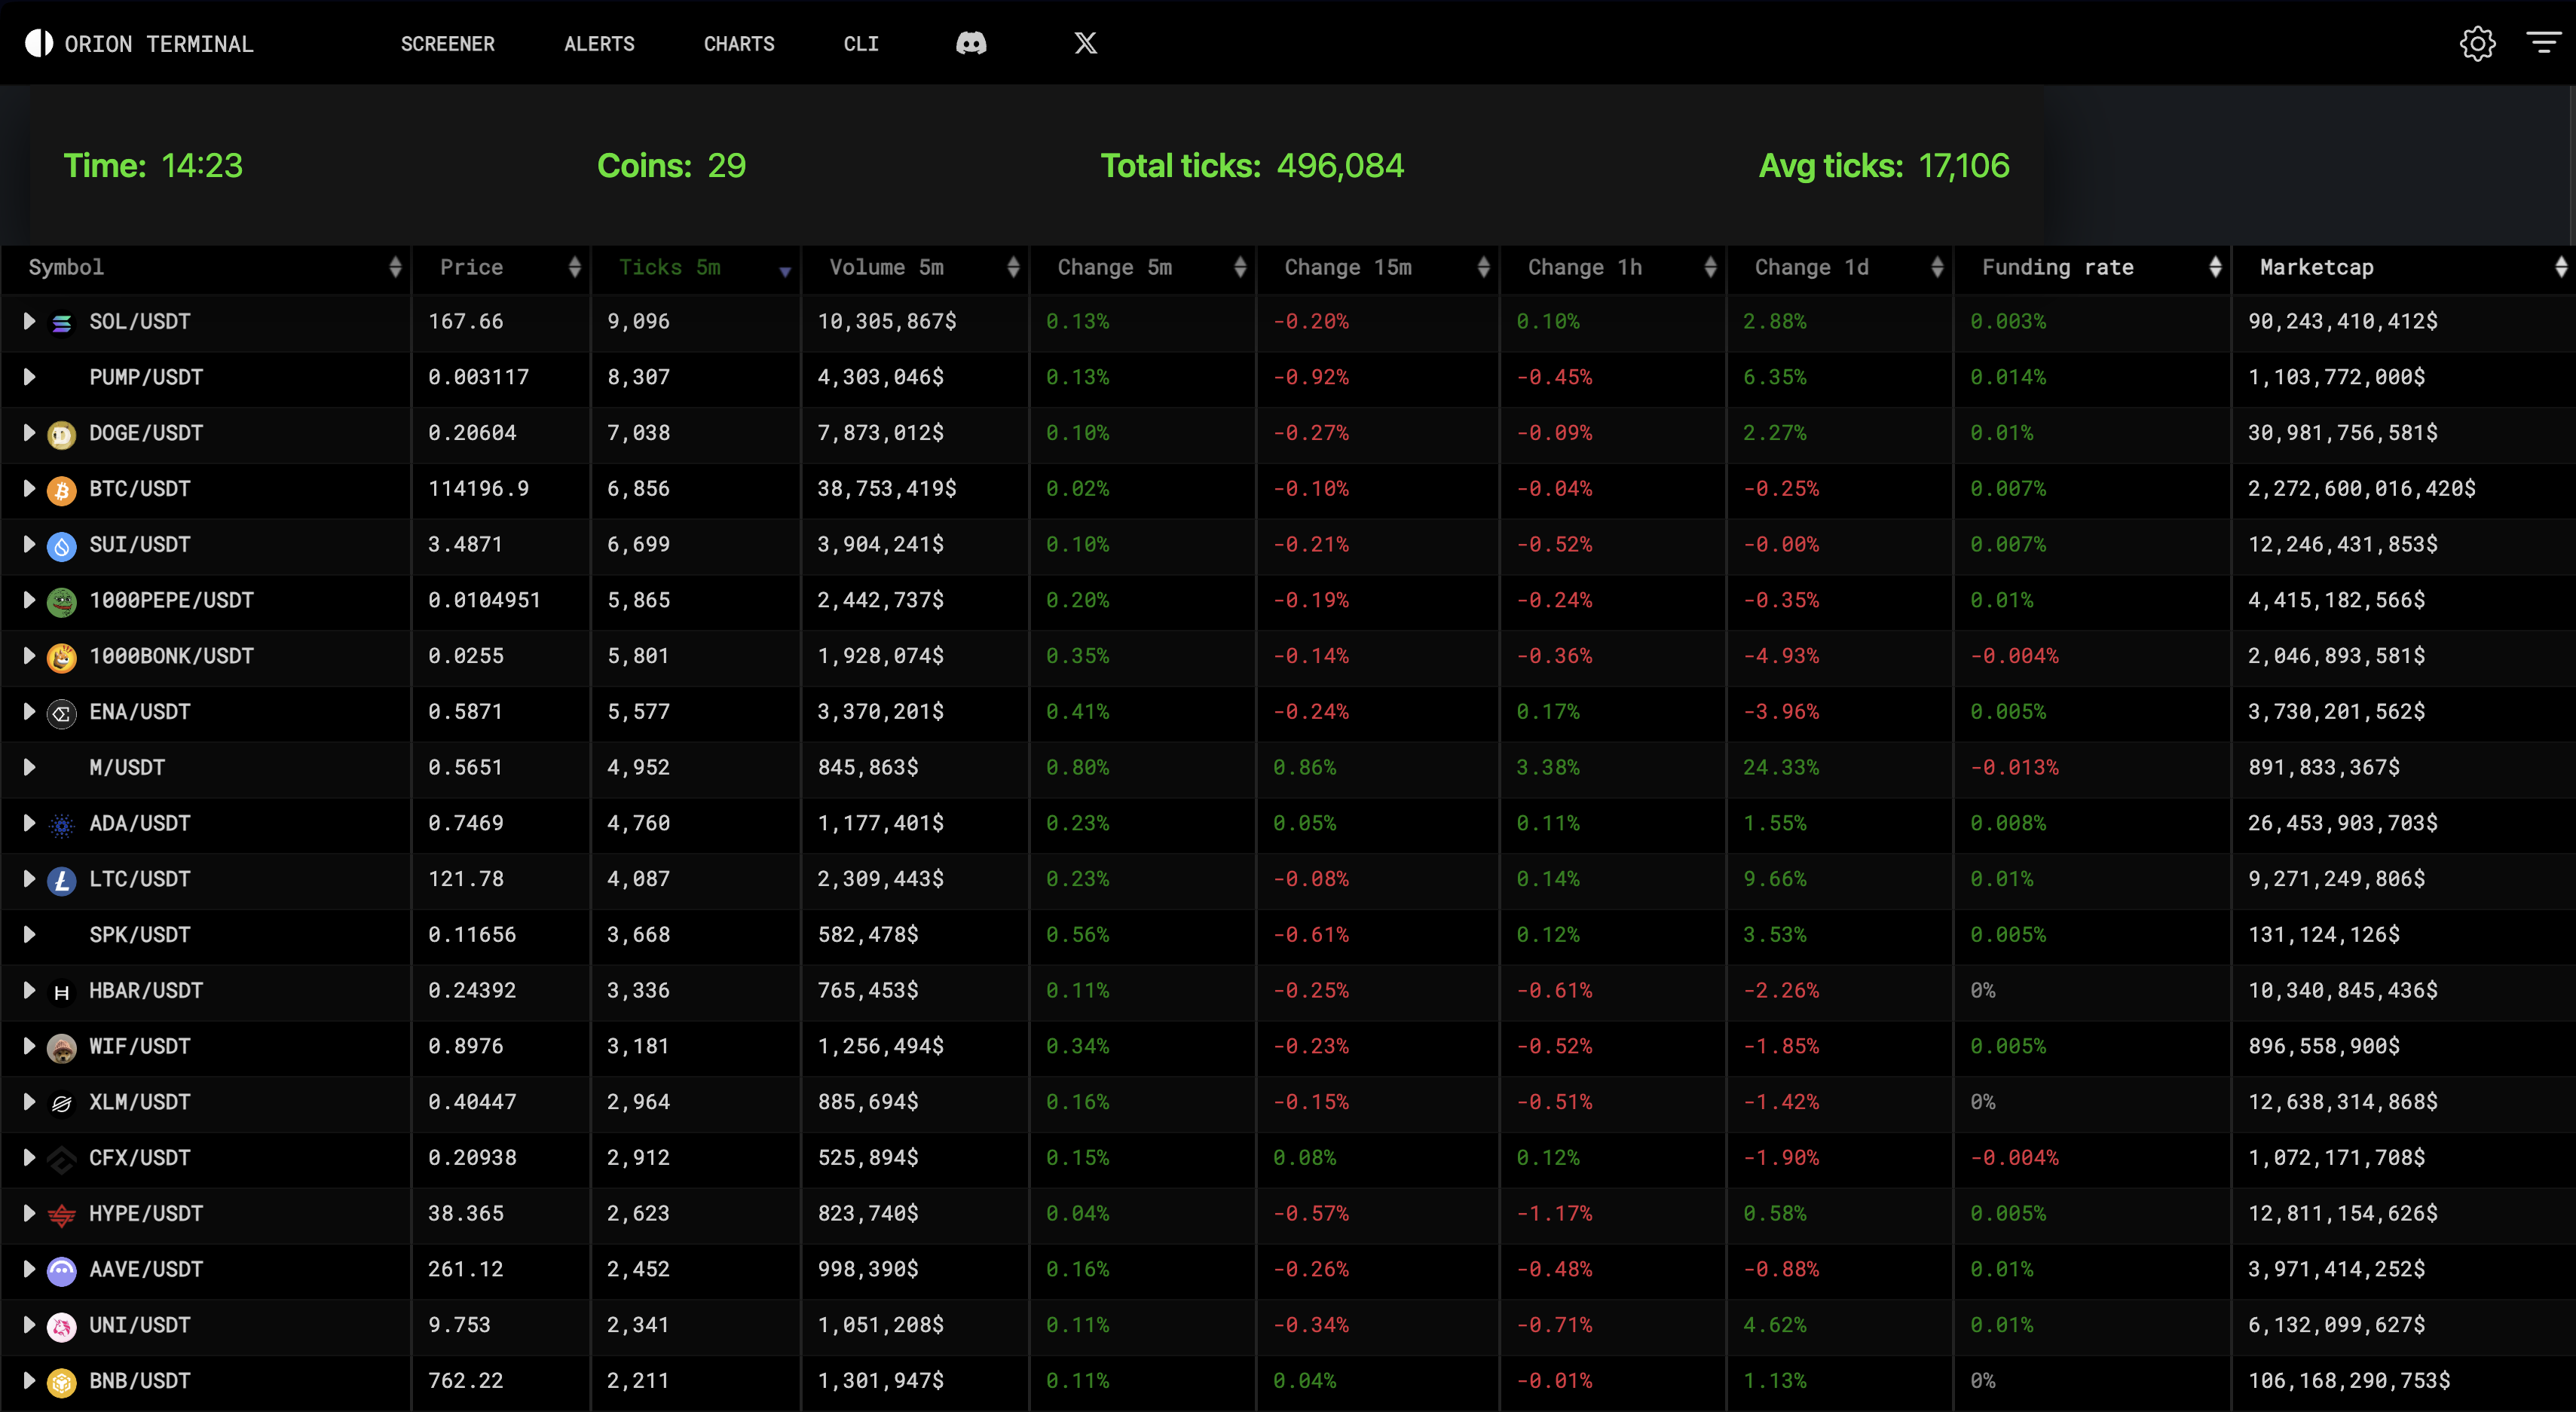 ORION TERMINAL SCREENER ALERTS CHARTS CLI
Time: 14:23 Coins: 29 Total ticks: 496,084 Avg ticks: 17,106
Symbol Price Ticks 5m Volume 5m Change 5m Change 15m Change 1h Change 1d Funding rate Marketcap
SOL/USDT 167.66 9,096 10,305,867$ 0.13% -0.20% 0.10% 2.88% 0.003% 90,243,410,412$
PUMP/USDT 0.003117 8,307 4,303,046$ 0.13% -0.92% -0.45% 6.35% 0.014% 1,103,772,000$
DOGE/USDT 0.20604 7,038 7,873,012$ 0.10% -0.27% -0.09% 2.27% 0.01% 30,981,756,581$
BTC/USDT 114196.9 6,856 38,753,419$ 0.02% -0.10% -0.04% -0.25% 0.007% 2,272,600,016,420$
SUI/USDT 3.4871 6,699 3,904,241$ 0.10% -0.21% -0.52% -0.00% 0.007% 12,246,431,853$
1000PEPE/USDT 0.0104951 5,865 2,442,737$ 0.20% -0.19% -0.24% -0.35% 0.01% 4,415,182,566$
1000BONK/USDT 0.0255 5,801 1,928,074$ 0.35% -0.14% -0.36% -4.93% -0.004% 2,046,893,581$
ENA/USDT 0.5871 5,577 3,370,201$ 0.41% -0.24% 0.17% -3.96% 0.005% 3,730,201,562$
M/USDT 0.5651 4,952 845,863$ 0.80% 0.86% 3.38% 24.33% -0.013% 891,833,367$
ADA/USDT 0.7469 4,760 1,177,401$ 0.23% 0.05% 0.11% 1.55% 0.008% 26,453,903,703$
LTC/USDT 121.78 4,087 2,309,443$ 0.23% -0.08% 0.14% 9.66% 0.01% 9,271,249,806$
SPK/USDT 0.11656 3,668 582,478$ 0.56% -0.61% 0.12% 3.53% 0.005% 131,124,126$
HBAR/USDT 0.24392 3,336 765,453$ 0.11% -0.25% -0.61% -2.26% 0% 10,340,845,436$
WIF/USDT 0.8976 3,181 1,256,494$ 0.34% -0.23% -0.52% -1.85% 0.005% 896,558,900$
XLM/USDT 0.40447 2,964 885,694$ 0.16% -0.15% -0.51% -1.42% 0% 12,638,314,868$
CFX/USDT 0.20938 2,912 525,894$ 0.15% 0.08% 0.12% -1.90% -0.004% 1,072,171,708$
HYPE/USDT 38.365 2,623 823,740$ 0.04% -0.57% -1.17% 0.58% 0.005% 12,811,154,626$
AAVE/USDT 261.12 2,452 998,390$ 0.16% -0.26% -0.48% -0.88% 0.01% 3,971,414,252$
UNI/USDT 9.753 2,341 1,051,208$ 0.11% -0.34% -0.71% 4.62% 0.01% 6,132,099,627$
BNB/USDT 762.22 2,211 1,301,947$ 0.11% 0.04% -0.01% 1.13% 0% 106,168,290,753$